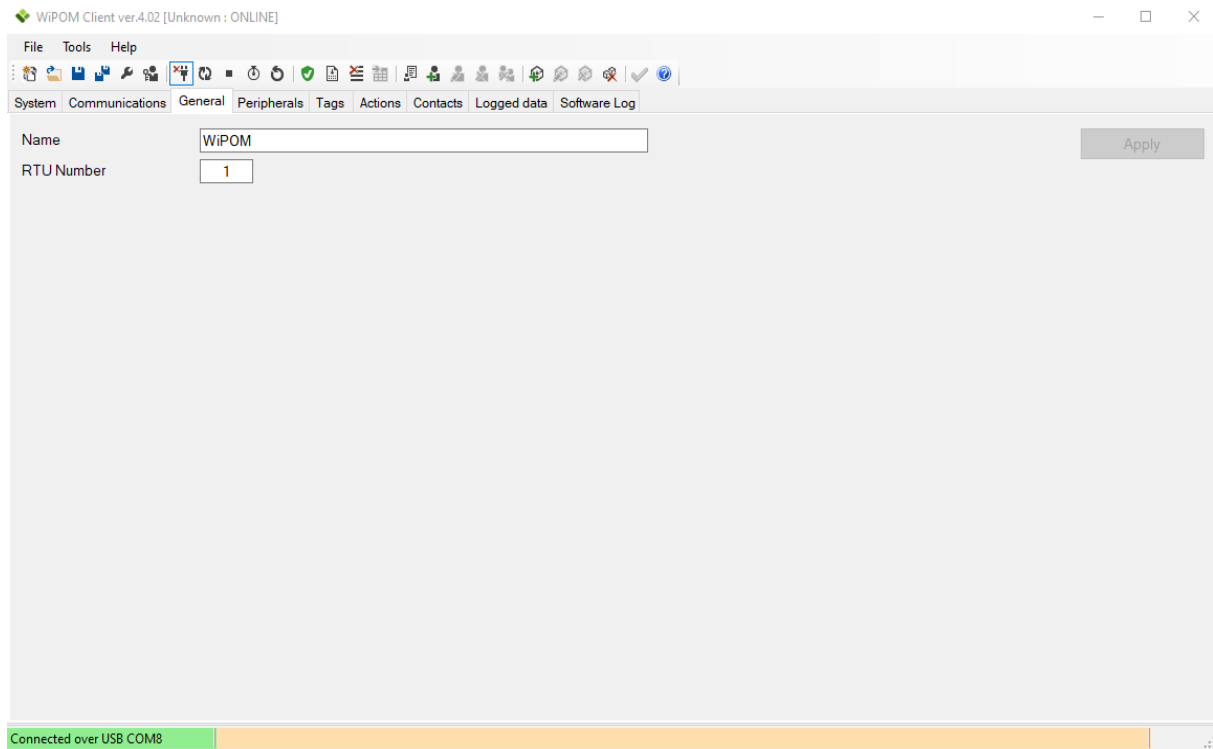 WiPOM Client ver.4.02 [Unknown : ONLINE]
File Tools Help
System Communications General Peripherals Tags Actions Contacts Logged data Software Log
Name WiPOM Apply
RTU Number 1
Connected over USB COM8